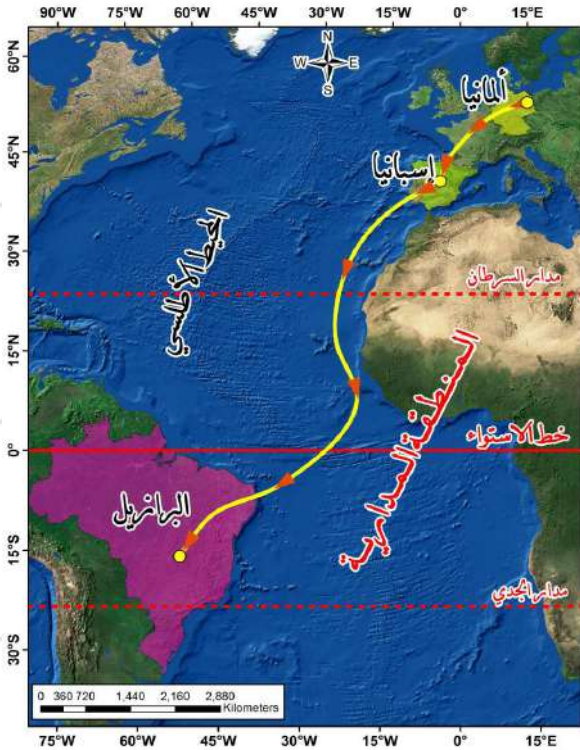 90°W 75°W 60°W 45°W 30°W 15°W 0° 15°E
60°N
N
W E
S
ألمانيا
45°N
إسبانيا
المحيط الأطلسي
30°N
مدار السرطان
15°N
المنطقة المدارية
خط الاستواء
0°
البرازيل
15°S
مدار الجدي
30°S
0 360 720 1,440 2,160 2,880
Kilometers
75°W 60°W 45°W 30°W 15°W 0° 15°E